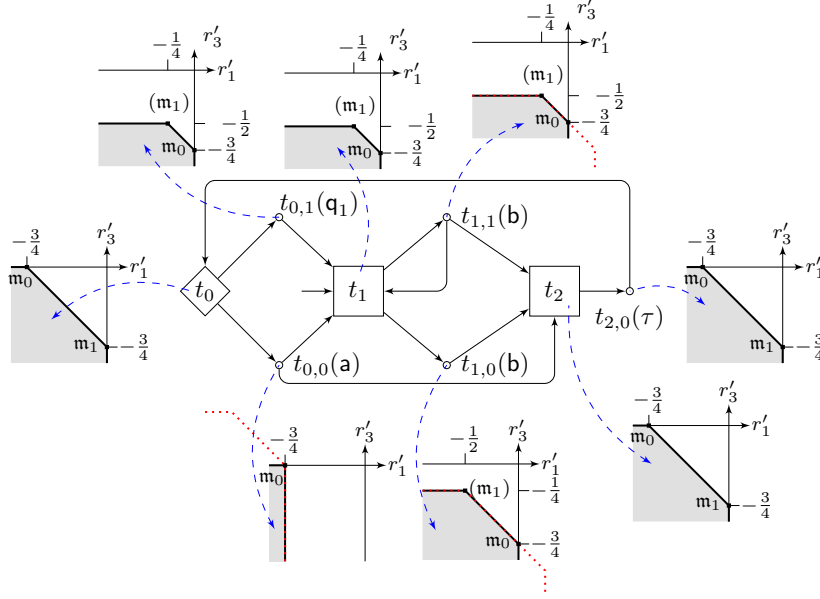 −1/4 r′3
r′1
(𝔪1)
−1/2
𝔪0
−3/4
−1/4 r′3
r′1
(𝔪1)
−1/2
𝔪0
−3/4
−1/4 r′3
r′1
(𝔪1)
−1/2
𝔪0
−3/4
t0,1(q1)
t1,1(b)
−3/4 r′3
r′1
𝔪0
𝔪1
−3/4
t0
t1
t2
t2,0(τ)
−3/4 r′3
r′1
𝔪0
𝔪1
−3/4
t0,0(a)
t1,0(b)
−3/4 r′3
r′1
𝔪0
−1/2 r′3
r′1
(𝔪1)
−1/4
𝔪0
−3/4
−3/4 r′3
r′1
𝔪0
𝔪1
−3/4